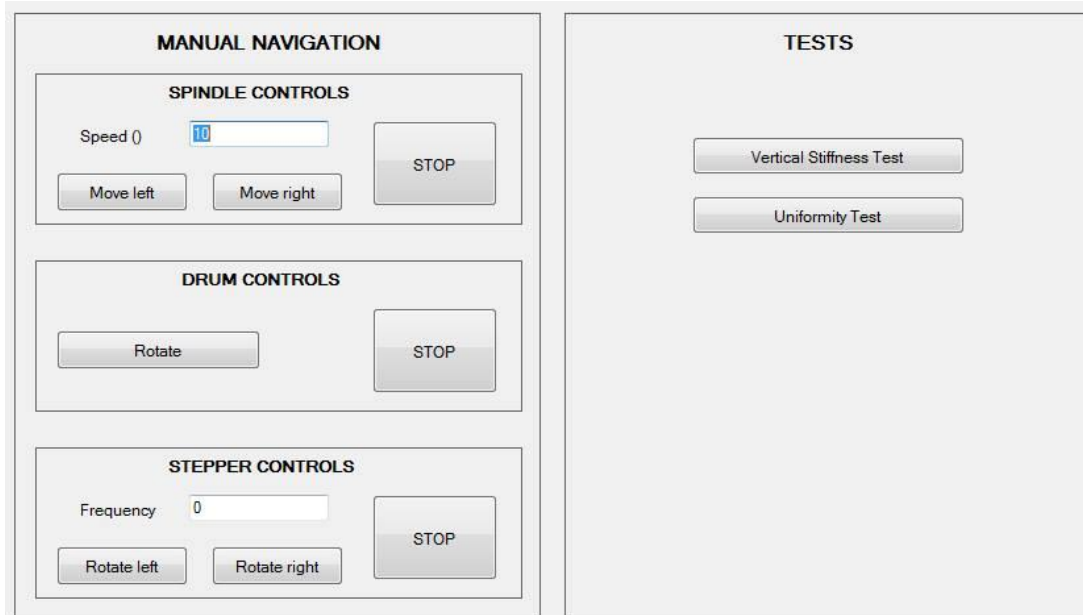 MANUAL NAVIGATION
SPINDLE CONTROLS
Speed ()
10
STOP
Move left
Move right
DRUM CONTROLS
Rotate
STOP
STEPPER CONTROLS
Frequency
0
STOP
Rotate left
Rotate right
TESTS
Vertical Stiffness Test
Uniformity Test